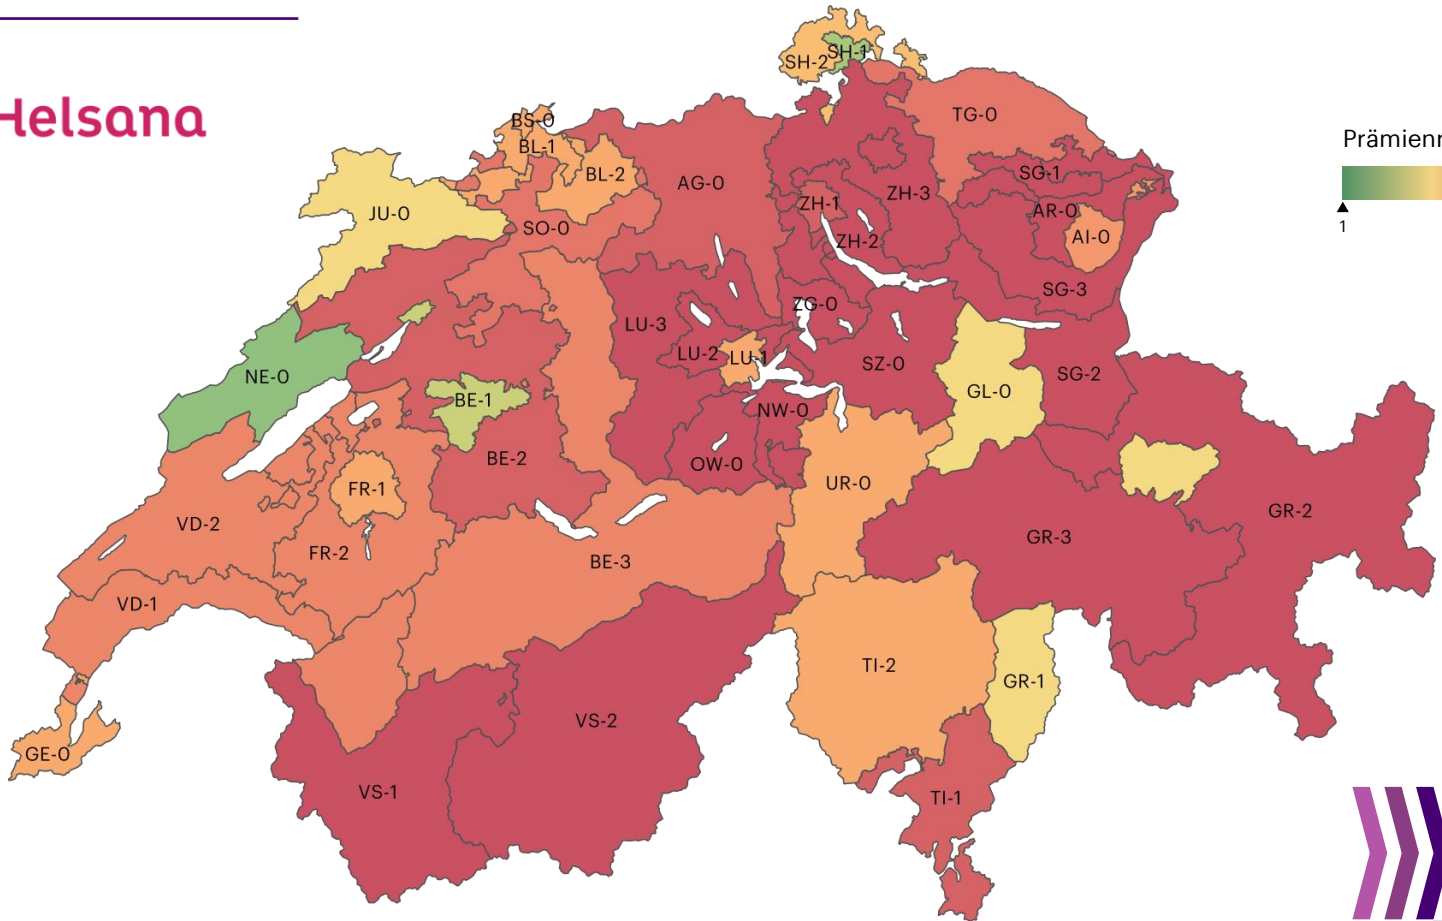 Helsana
SH-1
SH-2
BS-0
BL-1
BL-2
TG-0
Prämienr
1
AG-0
SG-1
ZH-3
ZH-1
AR-0
JU-0
SO-0
ZH-2
AI-0
SG-3
ZG-0
LU-3
LU-2
LU-1
SZ-0
SG-2
NE-0
GL-0
BE-1
NW-0
BE-2
OW-0
FR-1
UR-0
VD-2
GR-2
FR-2
GR-3
BE-3
VD-1
TI-2
GR-1
VS-2
GE-0
VS-1
TI-1